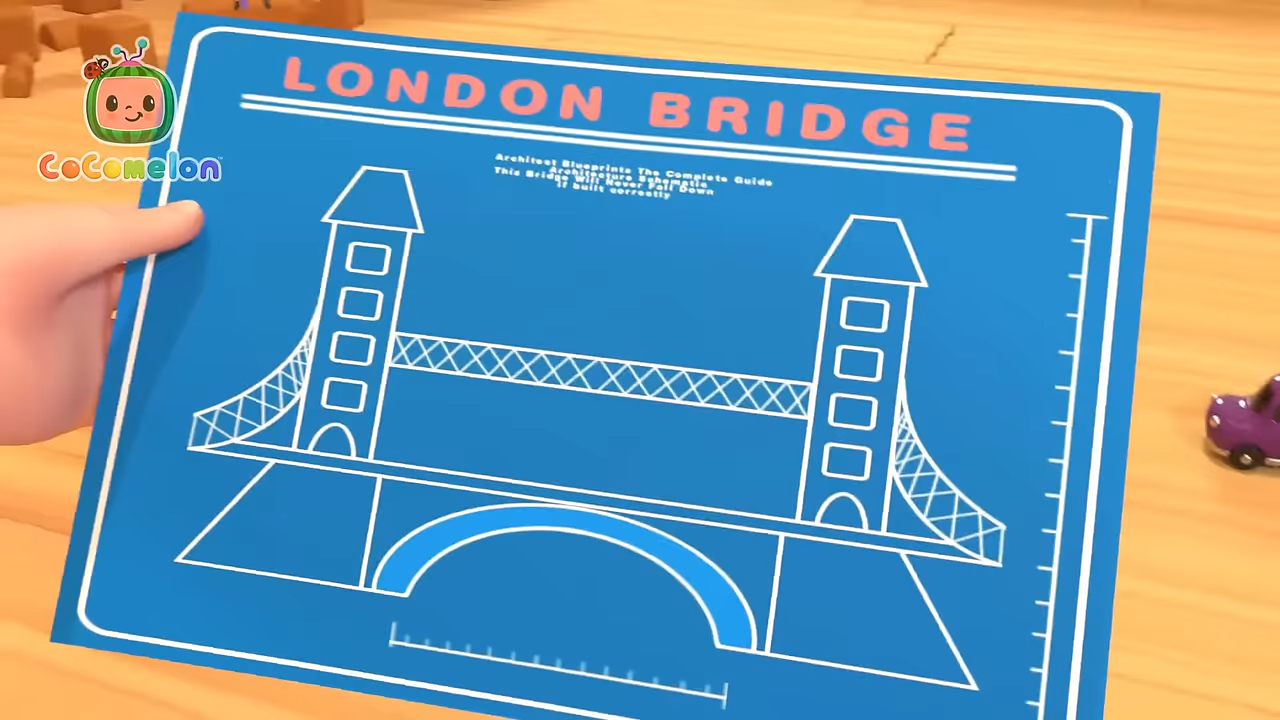 CoComelon
LONDON BRIDGE
Architect Blueprints The Complete Guide
Architecture Schematic
This Bridge Will Never Fall Down
if built correctly